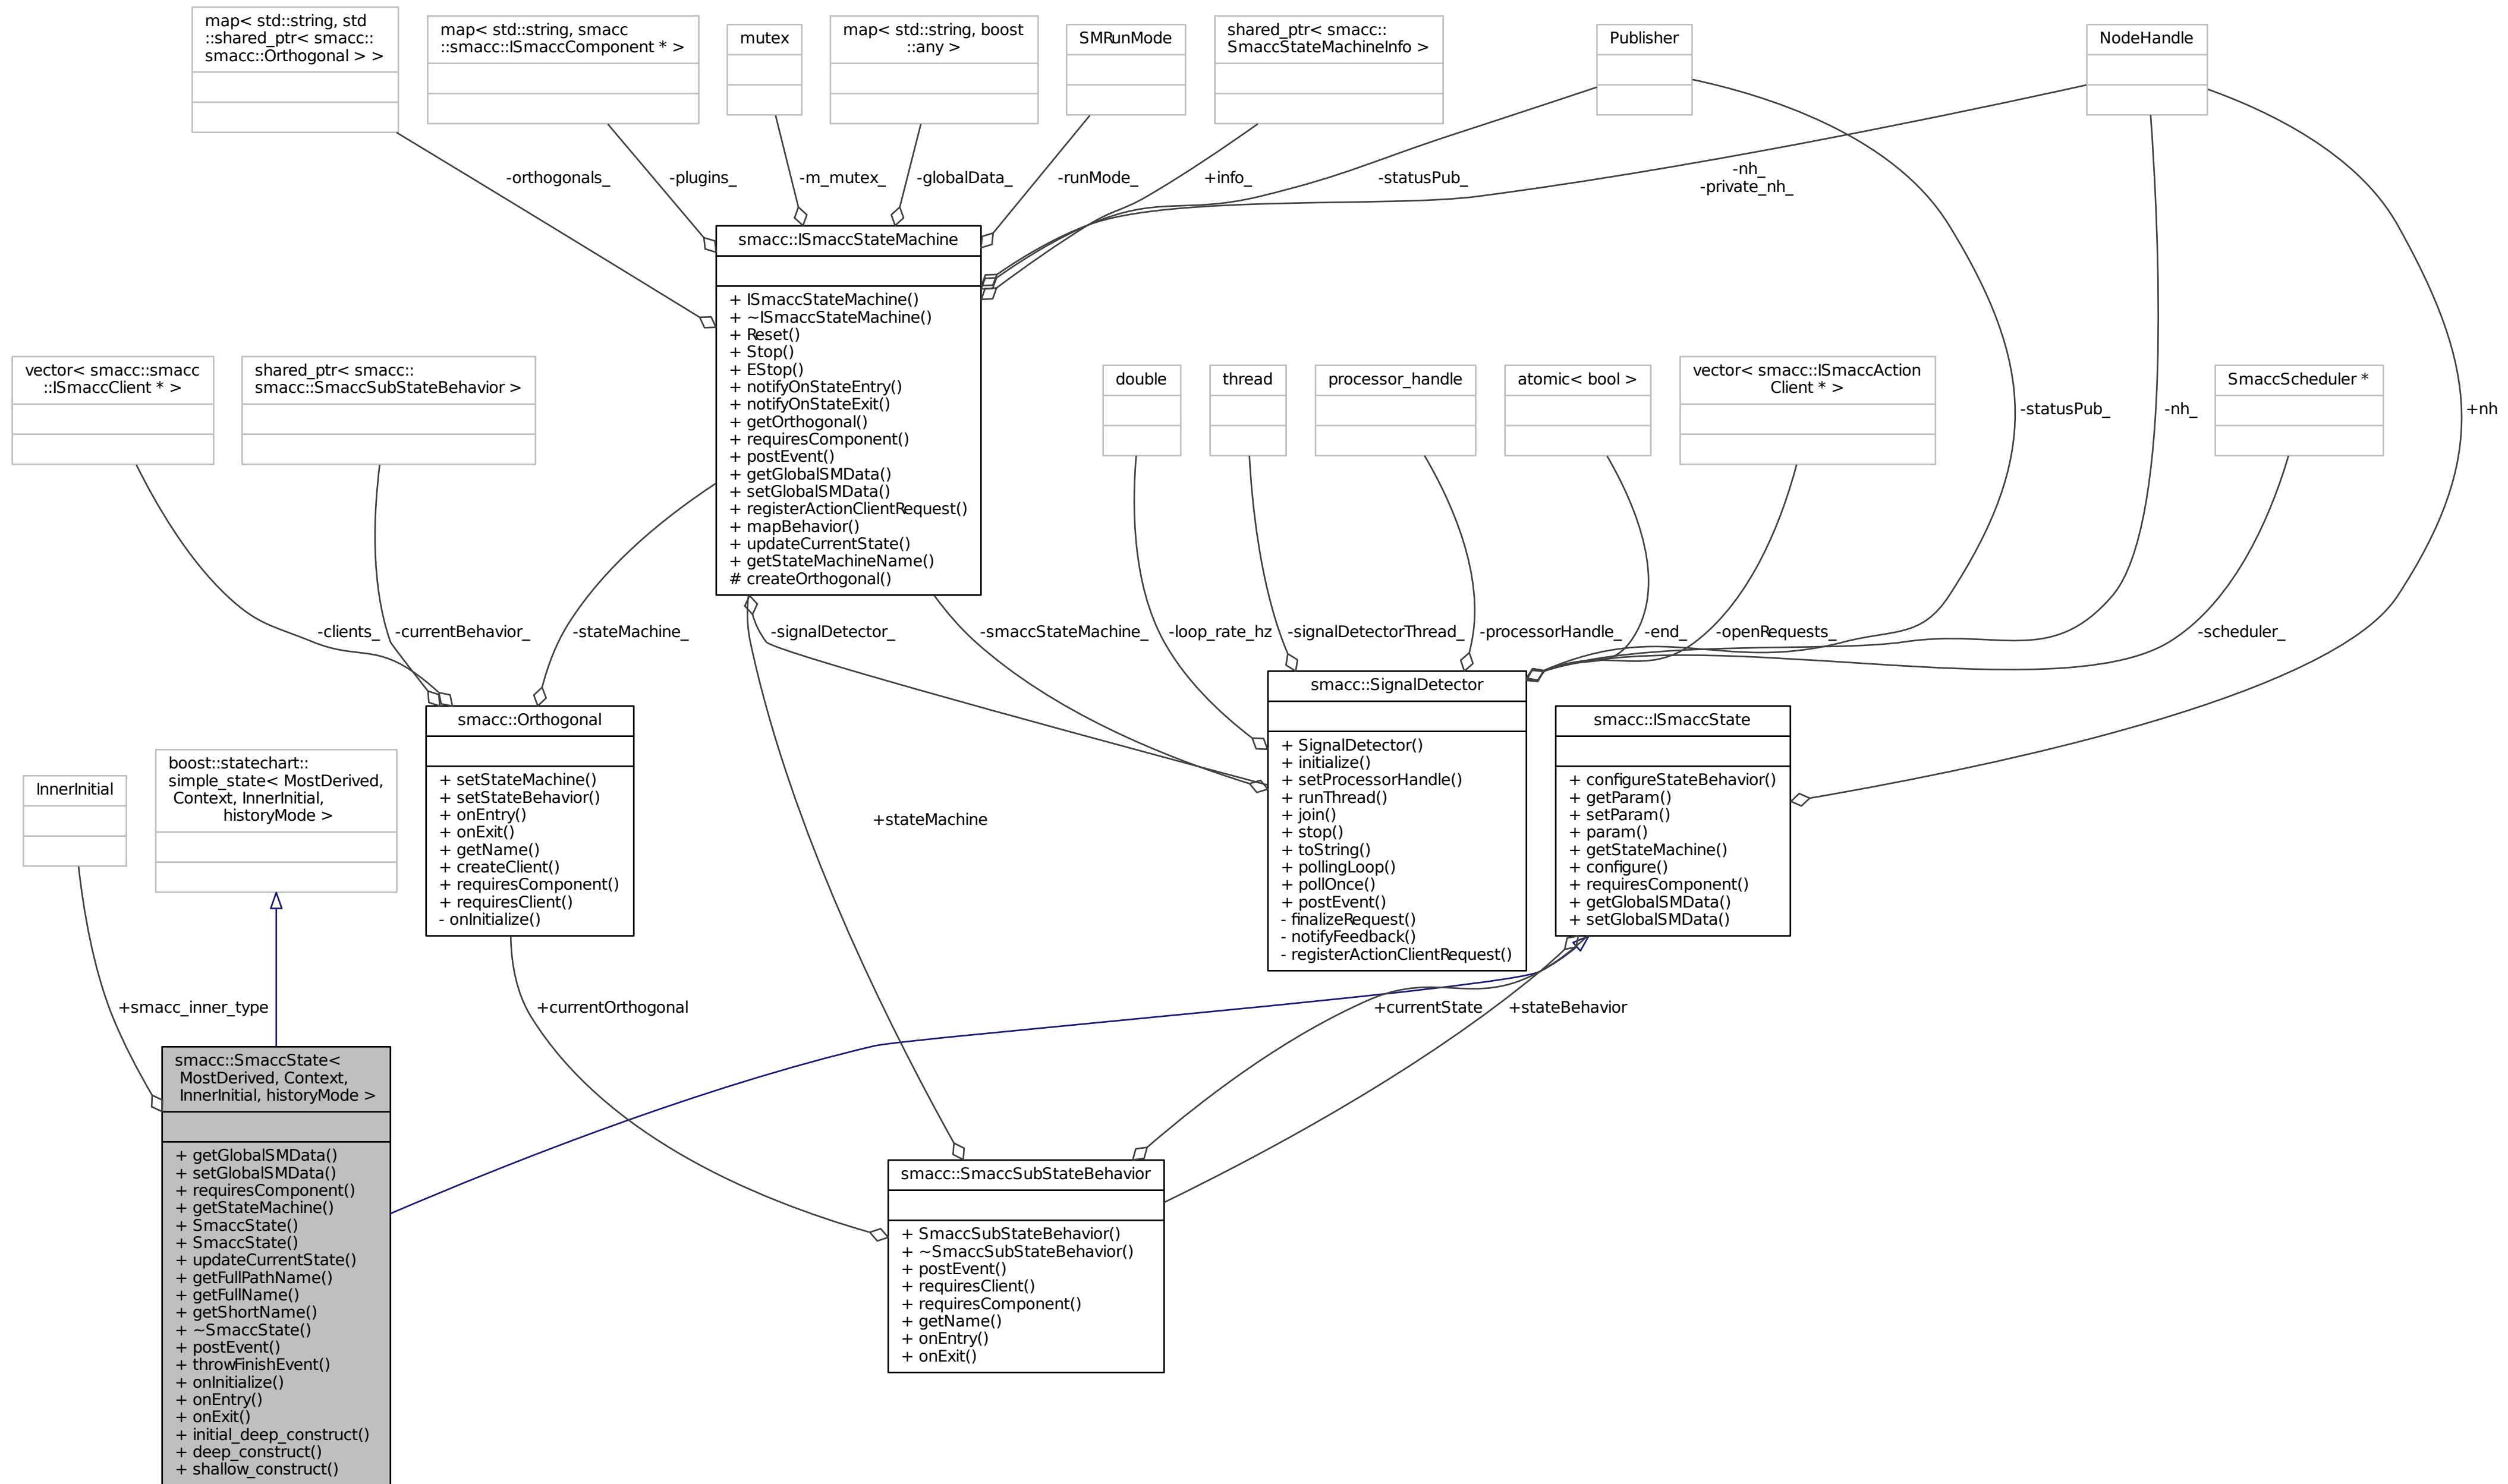 map< std::string, std
::shared_ptr< smacc::
smacc::Orthogonal > >
map< std::string, smacc
::smacc::ISmaccComponent * >
mutex
map< std::string, boost
::any >
SMRunMode
shared_ptr< smacc::
SmaccStateMachineInfo >
Publisher
NodeHandle
-orthogonals_
-plugins_
-m_mutex_
-globalData_
-runMode_
+info_
-statusPub_
-nh_
-private_nh_
smacc::ISmaccStateMachine
+ ISmaccStateMachine()
+ ~ISmaccStateMachine()
+ Reset()
+ Stop()
+ EStop()
+ notifyOnStateEntry()
+ notifyOnStateExit()
+ getOrthogonal()
+ requiresComponent()
+ postEvent()
+ getGlobalSMData()
+ setGlobalSMData()
+ registerActionClientRequest()
+ mapBehavior()
+ updateCurrentState()
+ getStateMachineName()
# createOrthogonal()
vector< smacc::smacc
::ISmaccClient * >
shared_ptr< smacc::
smacc::SmaccSubStateBehavior >
double
thread
processor_handle
atomic< bool >
vector< smacc::ISmaccAction
Client * >
SmaccScheduler *
-statusPub_
-nh_
+nh
-clients_
-currentBehavior_
-stateMachine_
-signalDetector_
-smaccStateMachine_
-loop_rate_hz
-signalDetectorThread_
-processorHandle_
-end_
-openRequests_
-scheduler_
smacc::Orthogonal
+ setStateMachine()
+ setStateBehavior()
+ onEntry()
+ onExit()
+ getName()
+ createClient()
+ requiresComponent()
+ requiresClient()
- onInitialize()
smacc::SignalDetector
+ SignalDetector()
+ initialize()
+ setProcessorHandle()
+ runThread()
+ join()
+ stop()
+ toString()
+ pollingLoop()
+ pollOnce()
+ postEvent()
- finalizeRequest()
- notifyFeedback()
- registerActionClientRequest()
smacc::ISmaccState
+ configureStateBehavior()
+ getParam()
+ setParam()
+ param()
+ getStateMachine()
+ configure()
+ requiresComponent()
+ getGlobalSMData()
+ setGlobalSMData()
InnerInitial
boost::statechart::
simple_state< MostDerived,
Context, InnerInitial,
historyMode >
+stateMachine
+smacc_inner_type
+currentOrthogonal
+currentState
+stateBehavior
smacc::SmaccState<
MostDerived, Context,
InnerInitial, historyMode >
+ getGlobalSMData()
+ setGlobalSMData()
+ requiresComponent()
+ getStateMachine()
+ SmaccState()
+ SmaccState()
+ updateCurrentState()
+ getFullPathName()
+ getFullName()
+ getShortName()
+ ~SmaccState()
+ postEvent()
+ throwFinishEvent()
+ onInitialize()
+ onEntry()
+ onExit()
+ initial_deep_construct()
+ deep_construct()
+ shallow_construct()
smacc::SmaccSubStateBehavior
+ SmaccSubStateBehavior()
+ ~SmaccSubStateBehavior()
+ postEvent()
+ requiresClient()
+ requiresComponent()
+ getName()
+ onEntry()
+ onExit()